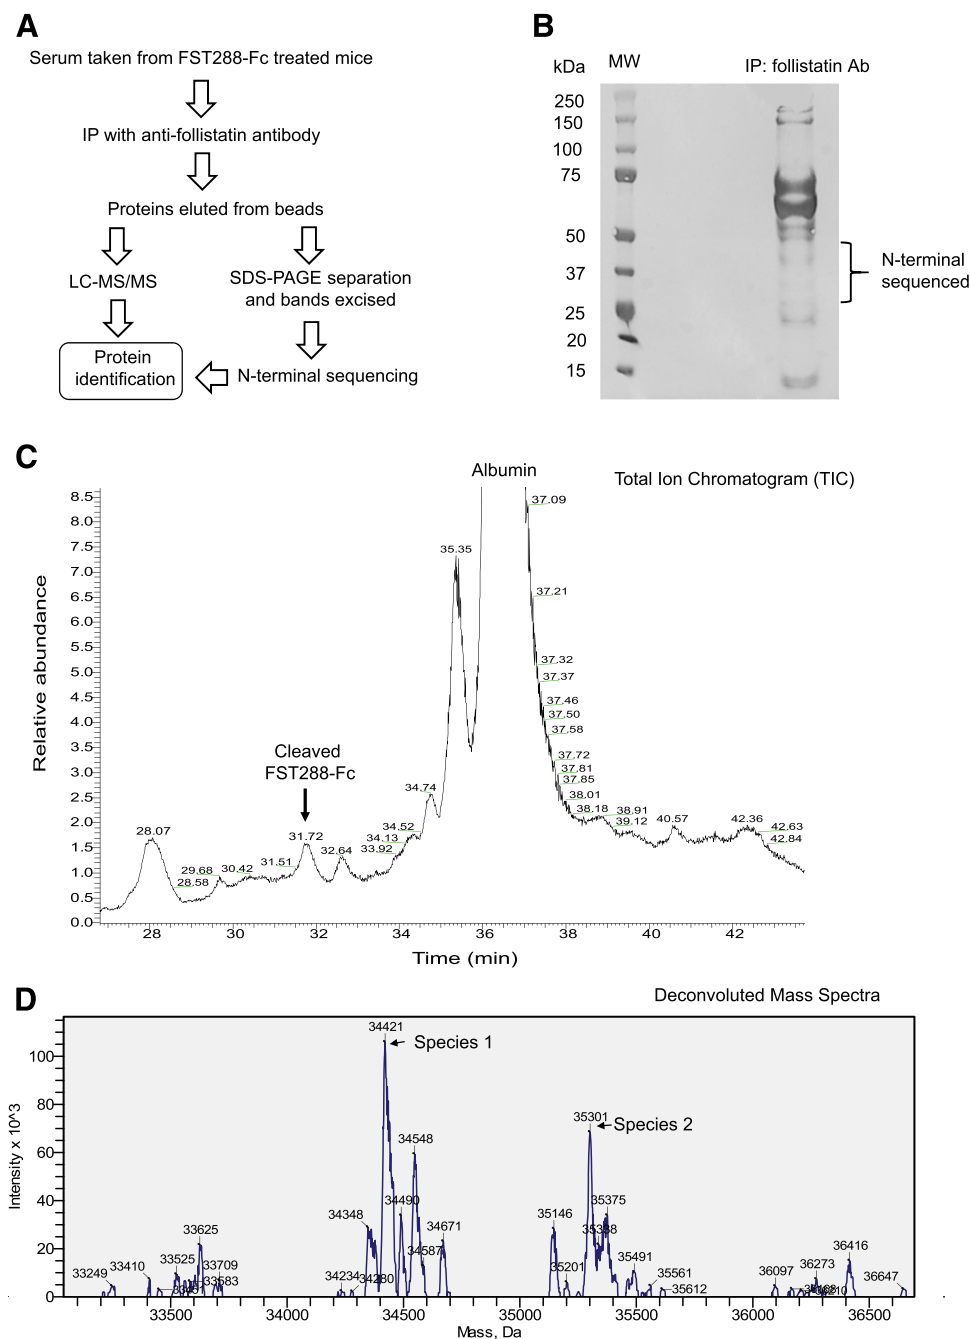 A
Serum taken from FST288-Fc treated mice
IP with anti-follistatin antibody
Proteins eluted from beads
LC-MS/MS
SDS-PAGE separation
and bands excised
Protein
identification
N-terminal sequencing
B
kDa
MW
IP: follistatin Ab
250
150
100
75
50
37
25
20
15
N-terminal
sequenced
C
Albumin
Total Ion Chromatogram (TIC)
Relative abundance
8.5
8.0
7.5
7.0
6.5
6.0
5.5
5.0
4.5
4.0
3.5
3.0
2.5
2.0
1.5
1.0
0.5
0.0
Cleaved
FST288-Fc
28.07
28.58
29.68
30.42
31.51
31.72
32.64
33.92
34.13
34.52
34.74
35.35
37.09
37.21
37.32
37.37
37.46
37.50
37.58
37.72
37.81
37.85
38.01
38.18
38.91
39.12
40.57
42.36
42.63
42.84
28 30 32 34 36 38 40 42
Time (min)
D
Deconvoluted Mass Spectra
Intensity x 10^3
100
80
60
40
20
0
34421
Species 1
35301
Species 2
34548
34490
34348
34671
34587
34234
33249
33410
33525
33625
33709
33583
35146
35201
35375
35491
35561
35612
36097
36273
36416
36647
33500 34000 34500 35000 35500 36000 36500
Mass, Da